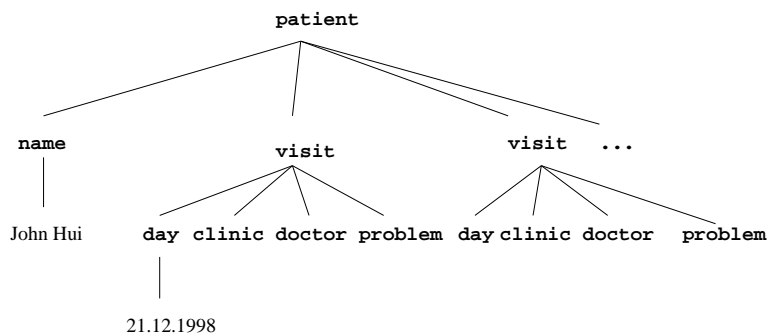 patient
name visit visit ...
John Hui day clinic doctor problem day clinic doctor problem
21.12.1998